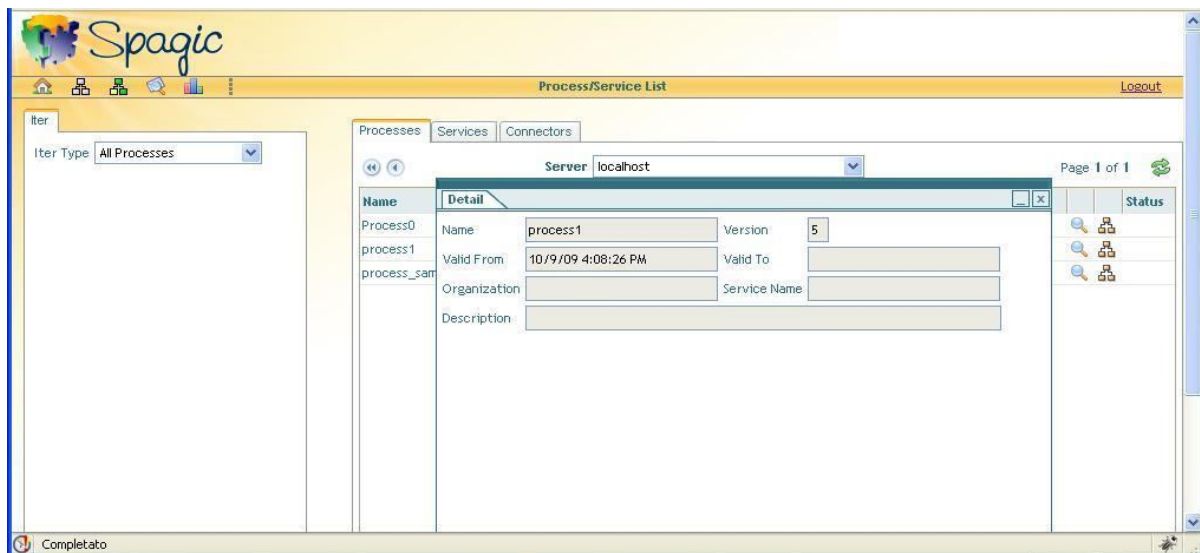 Spagic
Process/Service List
Logout
Iter
Iter Type All Processes
Processes Services Connectors
Server localhost
Page 1 of 1
Name
Status
Process0
process1
process_sam
Detail
Name process1 Version 5
Valid From 10/9/09 4:08:26 PM Valid To
Organization Service Name
Description
Completato